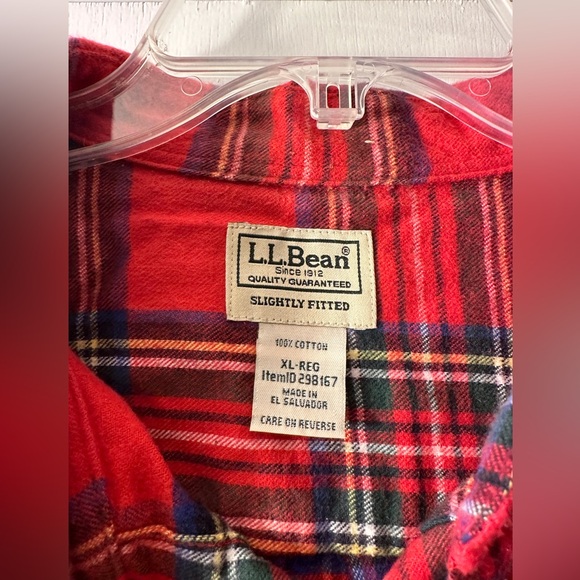 L.L.Bean®
Since 1912
QUALITY GUARANTEED
SLIGHTLY FITTED
100% COTTON
XL-REG
ItemID 298167
MADE IN
EL SALVADOR
CARE ON REVERSE